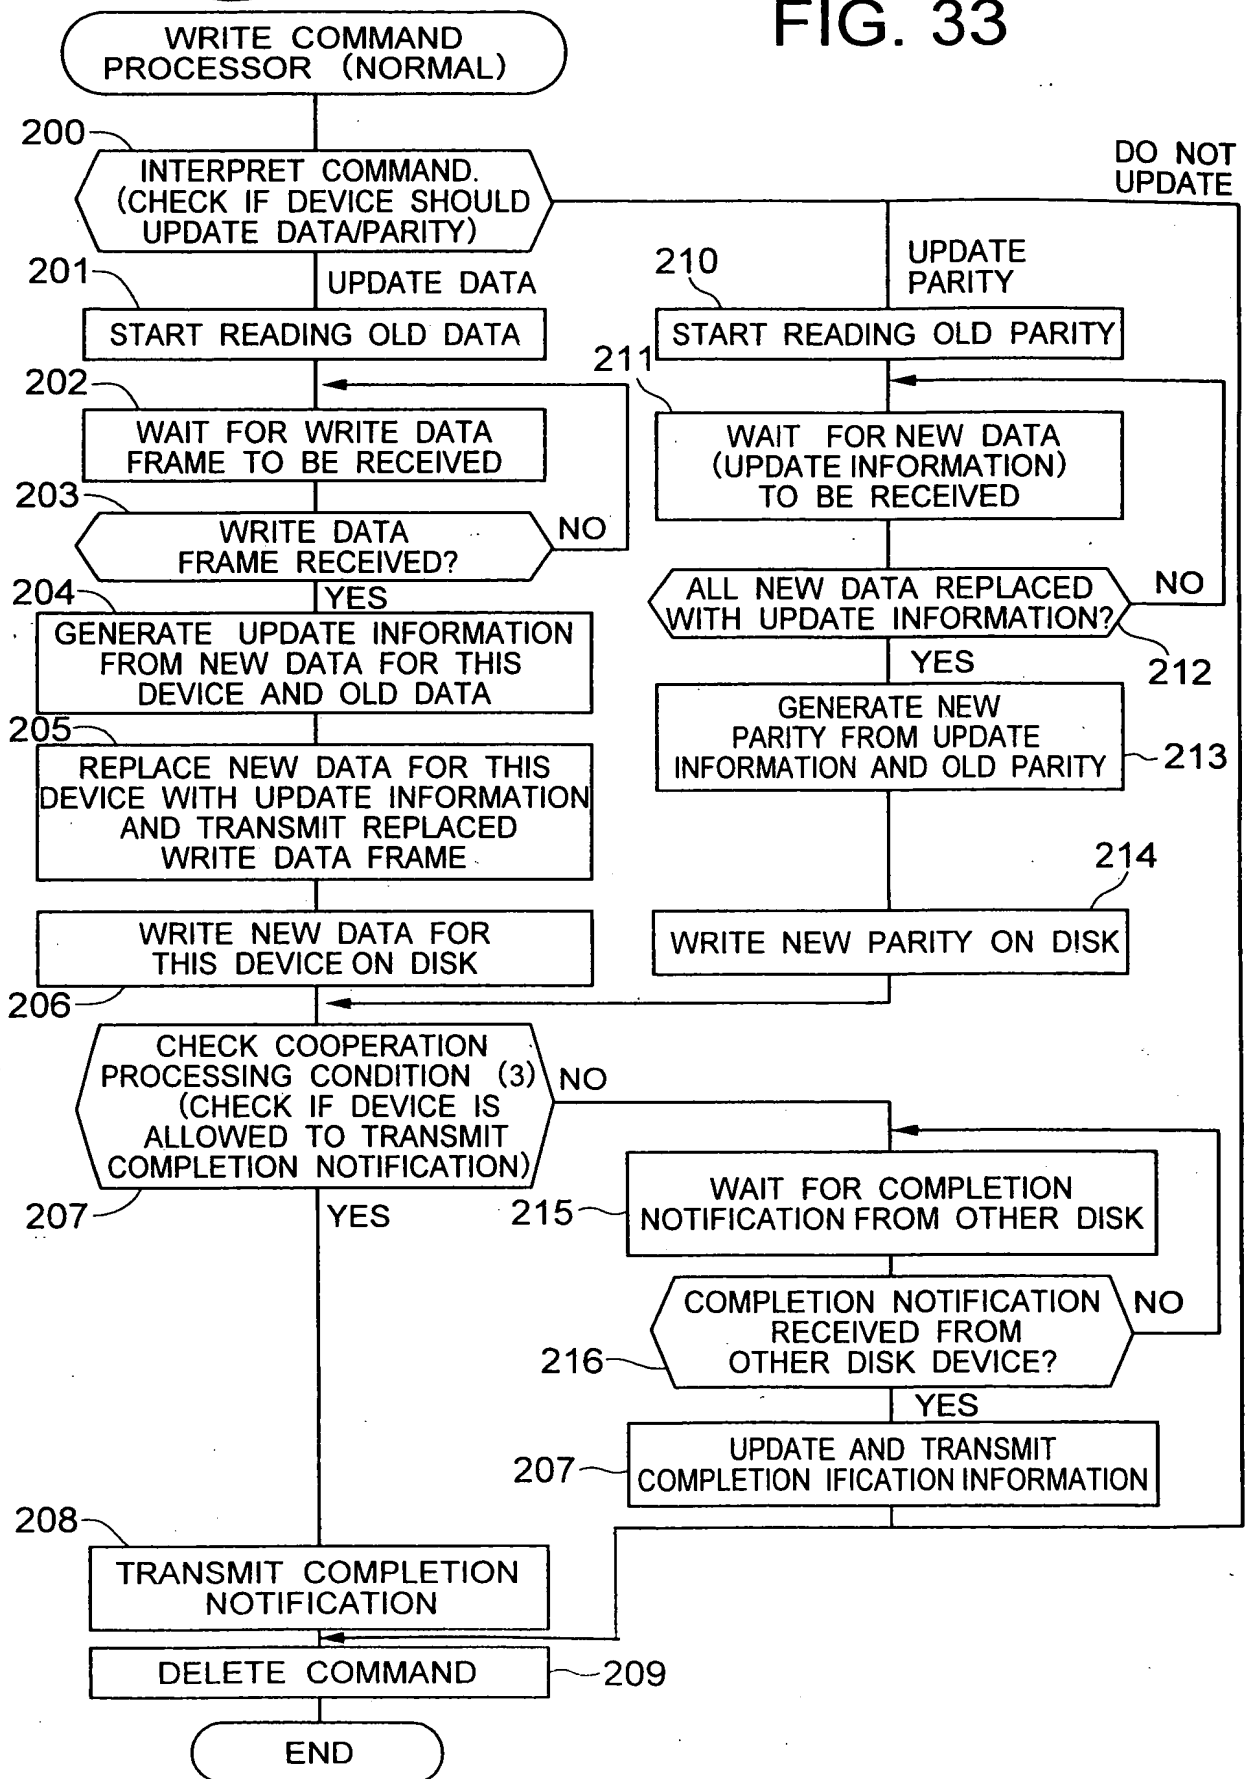 FIG. 33
WRITE COMMAND
PROCESSOR (NORMAL)
200
INTERPRET COMMAND.
(CHECK IF DEVICE SHOULD
UPDATE DATA/PARITY)
DO NOT
UPDATE
201
UPDATE DATA
START READING OLD DATA
202
WAIT FOR WRITE DATA
FRAME TO BE RECEIVED
203
WRITE DATA
FRAME RECEIVED?
NO
YES
204
GENERATE UPDATE INFORMATION
FROM NEW DATA FOR THIS
DEVICE AND OLD DATA
205
REPLACE NEW DATA FOR THIS
DEVICE WITH UPDATE INFORMATION
AND TRANSMIT REPLACED
WRITE DATA FRAME
WRITE NEW DATA FOR
THIS DEVICE ON DISK
206
UPDATE
PARITY
210
START READING OLD PARITY
211
WAIT FOR NEW DATA
(UPDATE INFORMATION)
TO BE RECEIVED
ALL NEW DATA REPLACED
WITH UPDATE INFORMATION?
NO
212
YES
GENERATE NEW
PARITY FROM UPDATE
INFORMATION AND OLD PARITY
213
214
WRITE NEW PARITY ON DISK
CHECK COOPERATION
PROCESSING CONDITION (3)
(CHECK IF DEVICE IS
ALLOWED TO TRANSMIT
COMPLETION NOTIFICATION)
NO
207
YES
215
WAIT FOR COMPLETION
NOTIFICATION FROM OTHER DISK
COMPLETION NOTIFICATION
RECEIVED FROM
OTHER DISK DEVICE?
NO
216
YES
207
UPDATE AND TRANSMIT
COMPLETION IFICATION INFORMATION
208
TRANSMIT COMPLETION
NOTIFICATION
DELETE COMMAND
209
END